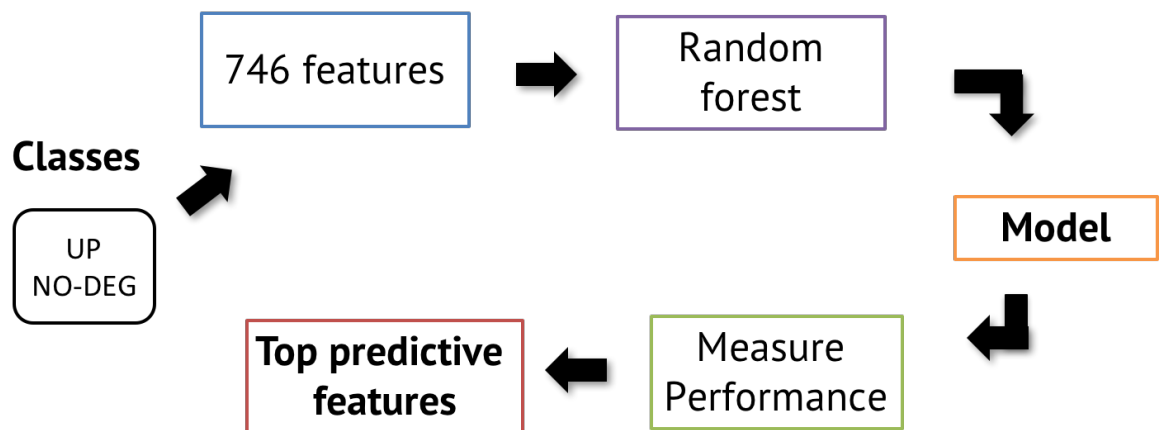 Classes
UP
NO-DEG
746 features
Random
forest
Model
Measure
Performance
Top predictive
features